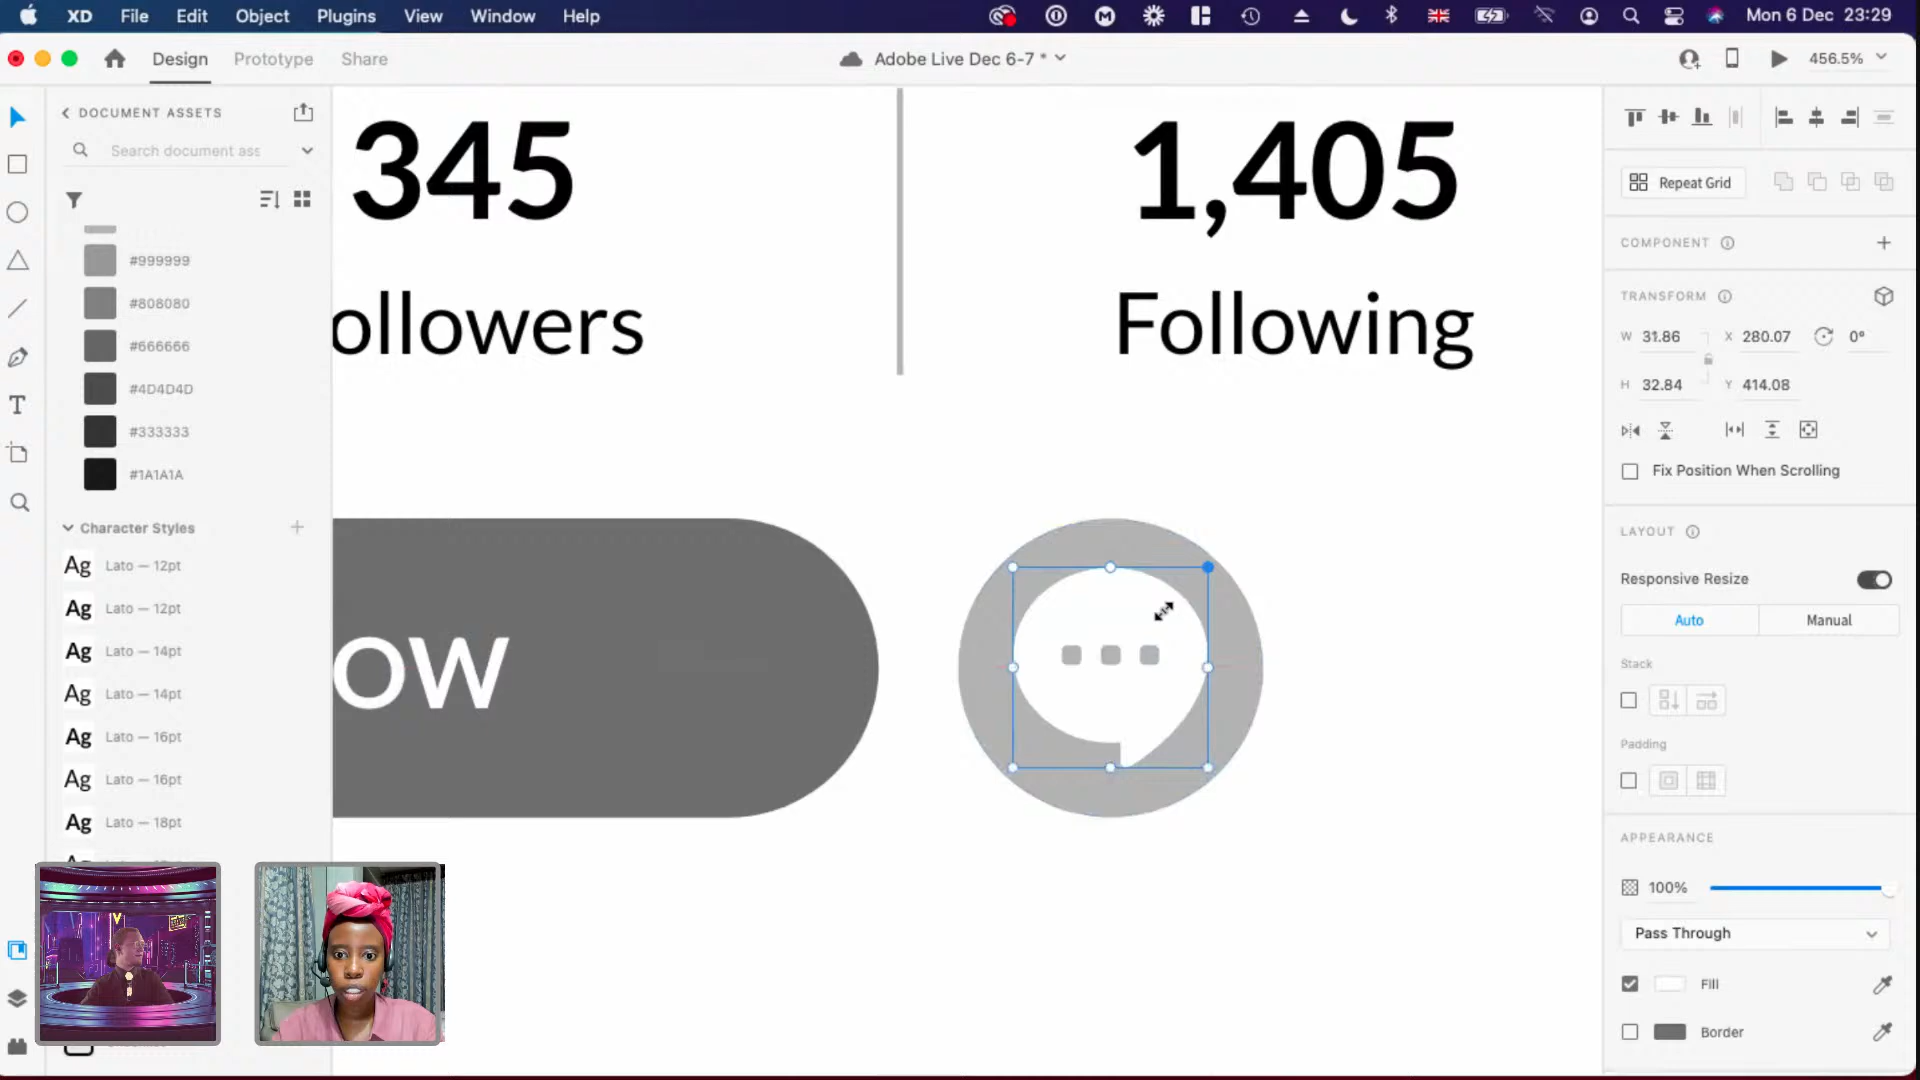 XD File Edit Object Plugins View Window Help Mon 6 Dec 23:29
Design Prototype Share Adobe Live Dec 6-7 * 456.5%
DOCUMENT ASSETS
Search document ass
#999999
#808080
#666666
#4D4D4D
#333333
#1A1A1A
Character Styles
Ag Lato — 12pt
Ag Lato — 12pt
Ag Lato — 14pt
Ag Lato — 14pt
Ag Lato — 16pt
Ag Lato — 16pt
Ag Lato — 18pt
345
ollowers
1,405
Following
ow
Repeat Grid
COMPONENT
TRANSFORM
W 31.86 X 280.07 0°
H 32.84 Y 414.08
Fix Position When Scrolling
LAYOUT
Responsive Resize
Auto Manual
Stack
Padding
APPEARANCE
100%
Pass Through
Fill
Border